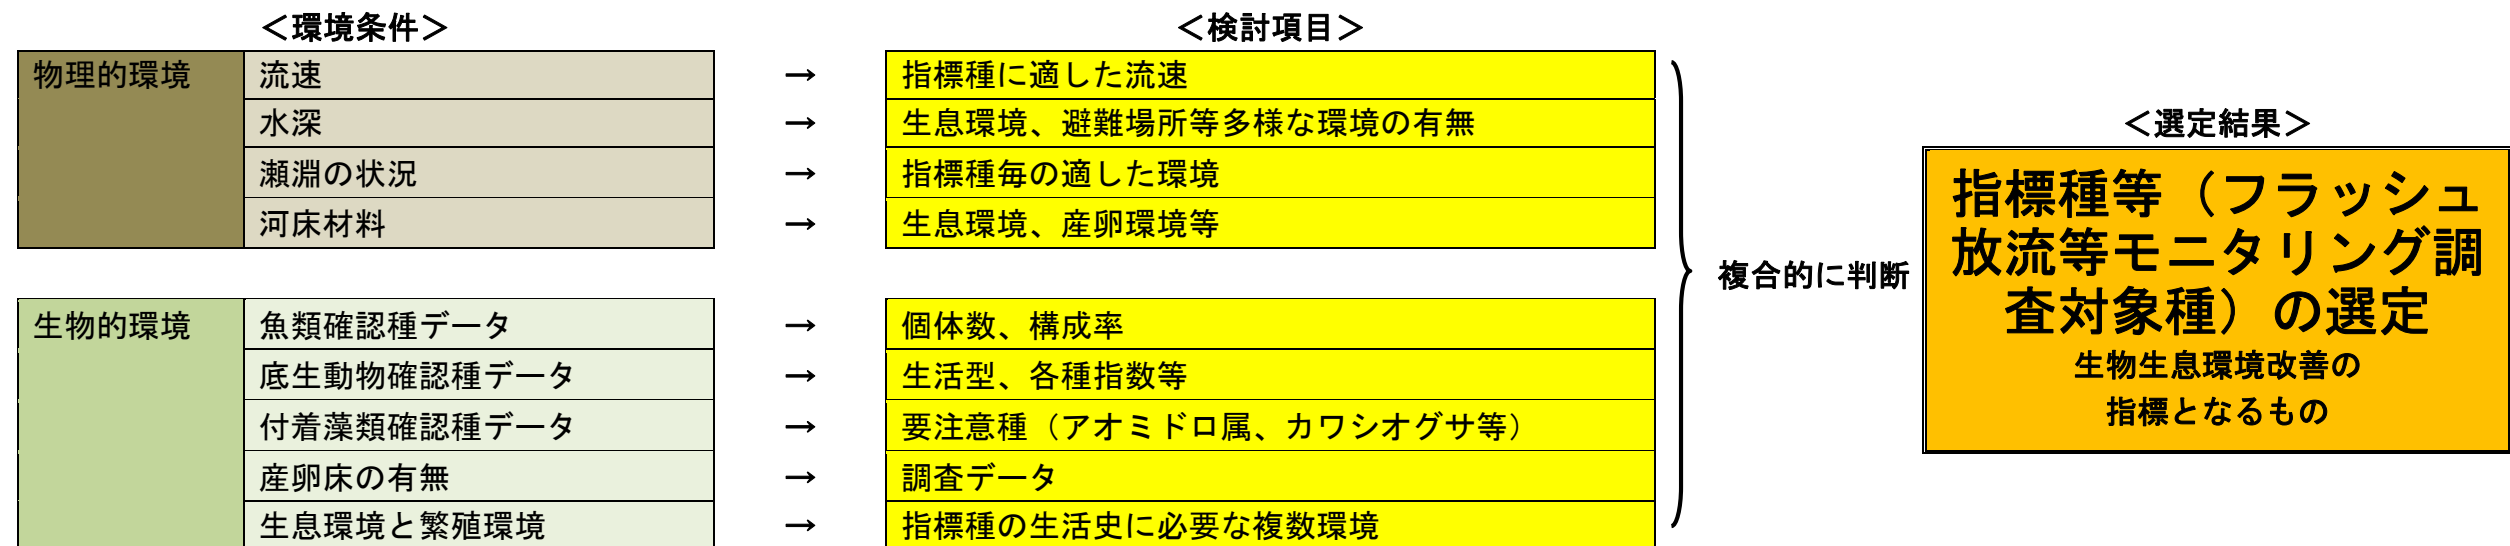 ＜環境条件＞
＜検討項目＞
物理的環境
流速
→
指標種に適した流速
水深
→
生息環境、避難場所等多様な環境の有無
瀬淵の状況
→
指標種毎の適した環境
河床材料
→
生息環境、産卵環境等
生物的環境
魚類確認種データ
→
個体数、構成率
底生動物確認種データ
→
生活型、各種指数等
付着藻類確認種データ
→
要注意種（アオミドロ属、カワシオグサ等）
産卵床の有無
→
調査データ
生息環境と繁殖環境
→
指標種の生活史に必要な複数環境
複合的に判断
＜選定結果＞
指標種等（フラッシュ
放流等モニタリング調
査対象種）の選定
生物生息環境改善の
指標となるもの